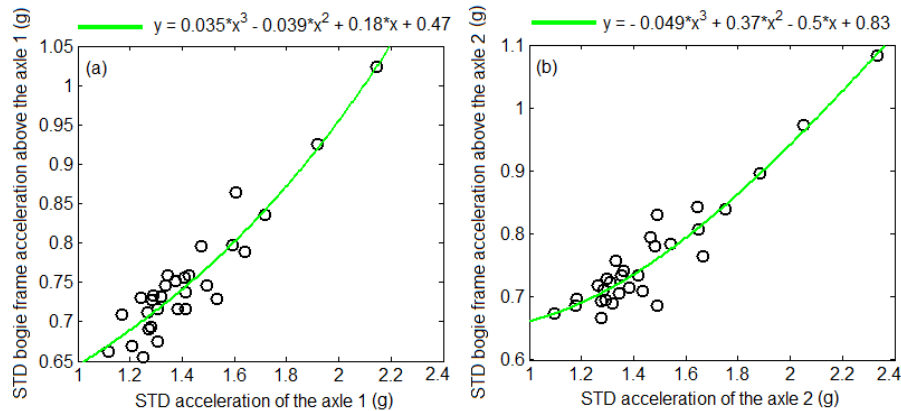 y = 0.035*x³ - 0.039*x² + 0.18*x + 0.47
(a)
STD bogie frame acceleration above the axle 1 (g)
1.05
1
0.95
0.9
0.85
0.8
0.75
0.7
0.65
1 1.2 1.4 1.6 1.8 2 2.2 2.4
STD acceleration of the axle 1 (g)
y = - 0.049*x³ + 0.37*x² - 0.5*x + 0.83
(b)
STD bogie frame acceleration above the axle 2 (g)
1.1
1
0.9
0.8
0.7
0.6
1 1.2 1.4 1.6 1.8 2 2.2 2.4
STD acceleration of the axle 2 (g)